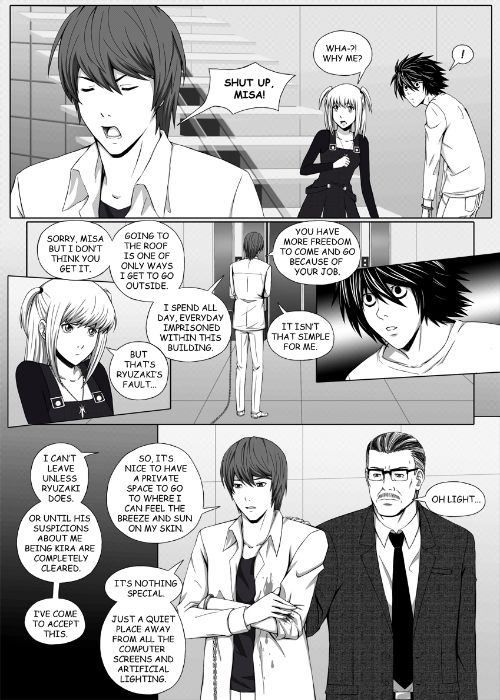 SHUT UP,
MISA!
WHA-?!
WHY ME?
!
SORRY, MISA
BUT I DON'T
THINK YOU
GET IT.
GOING TO
THE ROOF
IS ONE OF
ONLY WAYS
I GET TO GO
OUTSIDE.
YOU HAVE
MORE FREEDOM
TO COME AND GO
BECAUSE OF
YOUR JOB.
I SPEND ALL
DAY, EVERYDAY
IMPRISONED
WITHIN THIS
BUILDING.
IT ISN'T
THAT SIMPLE
FOR ME.
BUT
THAT'S
RYUZAKI'S
FAULT...
I CAN'T
LEAVE
UNLESS
RYUZAKI
DOES.
OR UNTIL HIS
SUSPICIONS
ABOUT ME
BEING KIRA ARE
COMPLETELY
CLEARED.
I'VE COME
TO ACCEPT
THIS.
SO, IT'S
NICE TO HAVE
A PRIVATE
SPACE TO GO
TO WHERE I
CAN FEEL THE
BREEZE AND SUN
ON MY SKIN.
OH LIGHT...
IT'S NOTHING
SPECIAL.
JUST A QUIET
PLACE AWAY
FROM ALL THE
COMPUTER
SCREENS AND
ARTIFICIAL
LIGHTING.